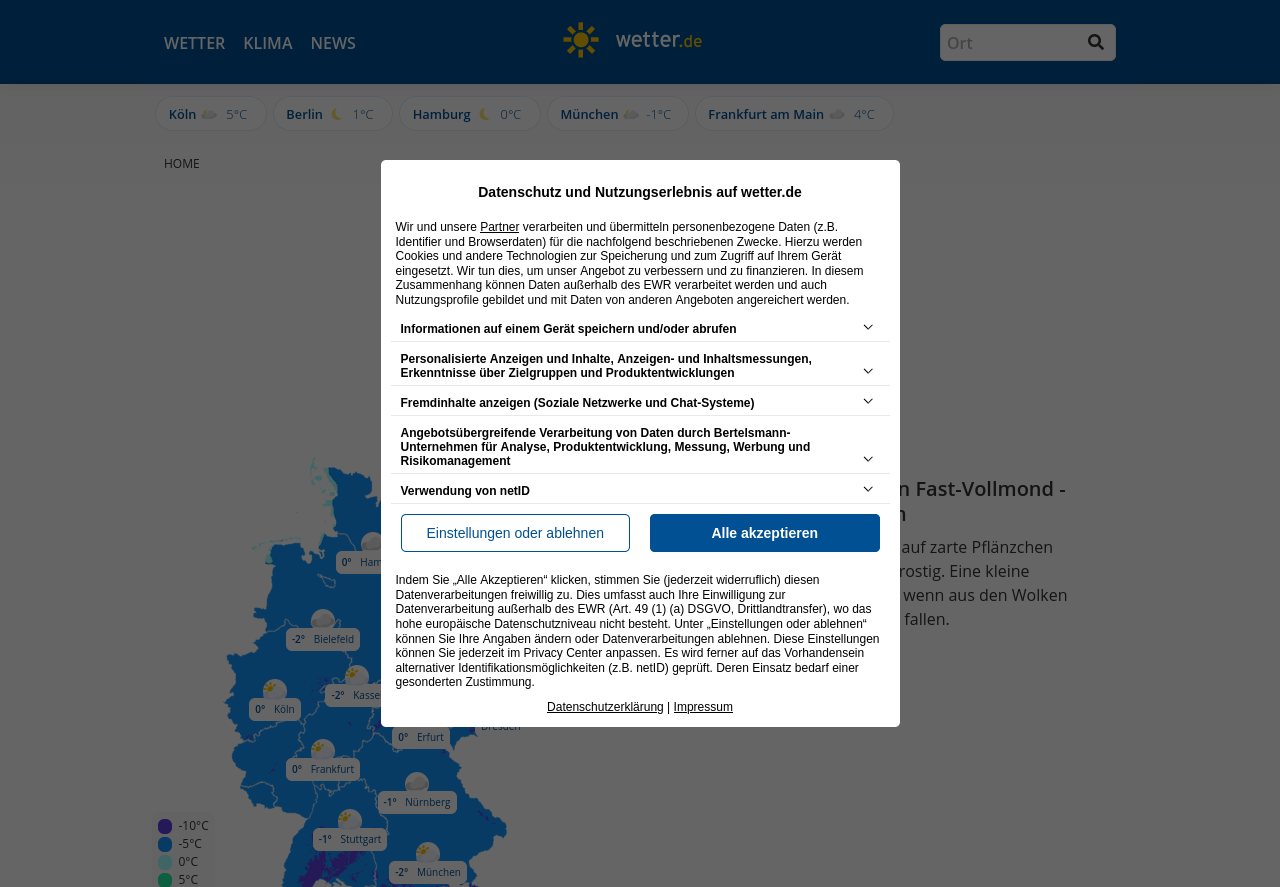 WETTER KLIMA NEWS
wetter.de
Ort
Köln 5°C
Berlin 1°C
Hamburg 0°C
München -1°C
Frankfurt am Main 4°C
HOME
Datenschutz und Nutzungserlebnis auf wetter.de
Wir und unsere Partner verarbeiten und übermitteln personenbezogene Daten (z.B.
Identifier und Browserdaten) für die nachfolgend beschriebenen Zwecke. Hierzu werden
Cookies und andere Technologien zur Speicherung und zum Zugriff auf Ihrem Gerät
eingesetzt. Wir tun dies, um unser Angebot zu verbessern und zu finanzieren. In diesem
Zusammenhang können Daten außerhalb des EWR verarbeitet werden und auch
Nutzungsprofile gebildet und mit Daten von anderen Angeboten angereichert werden.
Informationen auf einem Gerät speichern und/oder abrufen
Personalisierte Anzeigen und Inhalte, Anzeigen- und Inhaltsmessungen,
Erkenntnisse über Zielgruppen und Produktentwicklungen
Fremdinhalte anzeigen (Soziale Netzwerke und Chat-Systeme)
Angebotsübergreifende Verarbeitung von Daten durch Bertelsmann-
Unternehmen für Analyse, Produktentwicklung, Messung, Werbung und
Risikomanagement
Verwendung von netID
Einstellungen oder ablehnen
Alle akzeptieren
Indem Sie „Alle Akzeptieren“ klicken, stimmen Sie (jederzeit widerruflich) diesen
Datenverarbeitungen freiwillig zu. Dies umfasst auch Ihre Einwilligung zur
Datenverarbeitung außerhalb des EWR (Art. 49 (1) (a) DSGVO, Drittlandtransfer), wo das
hohe europäische Datenschutzniveau nicht besteht. Unter „Einstellungen oder ablehnen“
können Sie Ihre Angaben ändern oder Datenverarbeitungen ablehnen. Diese Einstellungen
können Sie jederzeit im Privacy Center anpassen. Es wird ferner auf das Vorhandensein
alternativer Identifikationsmöglichkeiten (z.B. netID) geprüft. Deren Einsatz bedarf einer
gesonderten Zustimmung.
Datenschutzerklärung | Impressum
n Fast-Vollmond -
n
auf zarte Pflänzchen
rostig. Eine kleine
wenn aus den Wolken
fallen.
0° Ham
-2° Bielefeld
-2° Kasse
0° Köln
Dresden
0° Erfurt
0° Frankfurt
-1° Nürnberg
-1° Stuttgart
-2° München
-10°C
-5°C
0°C
5°C